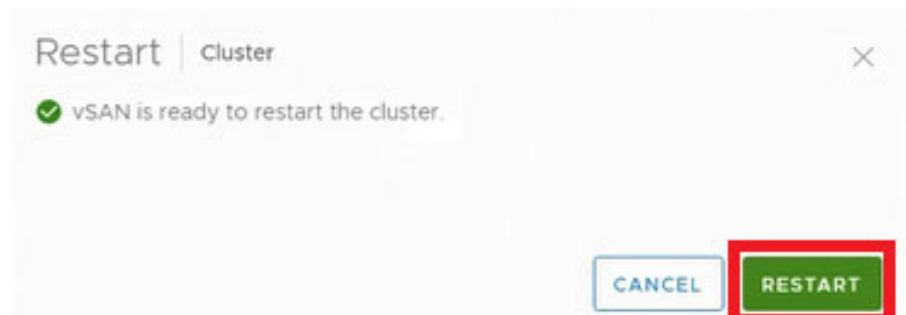 Restart | Cluster
vSAN is ready to restart the cluster.
CANCEL RESTART